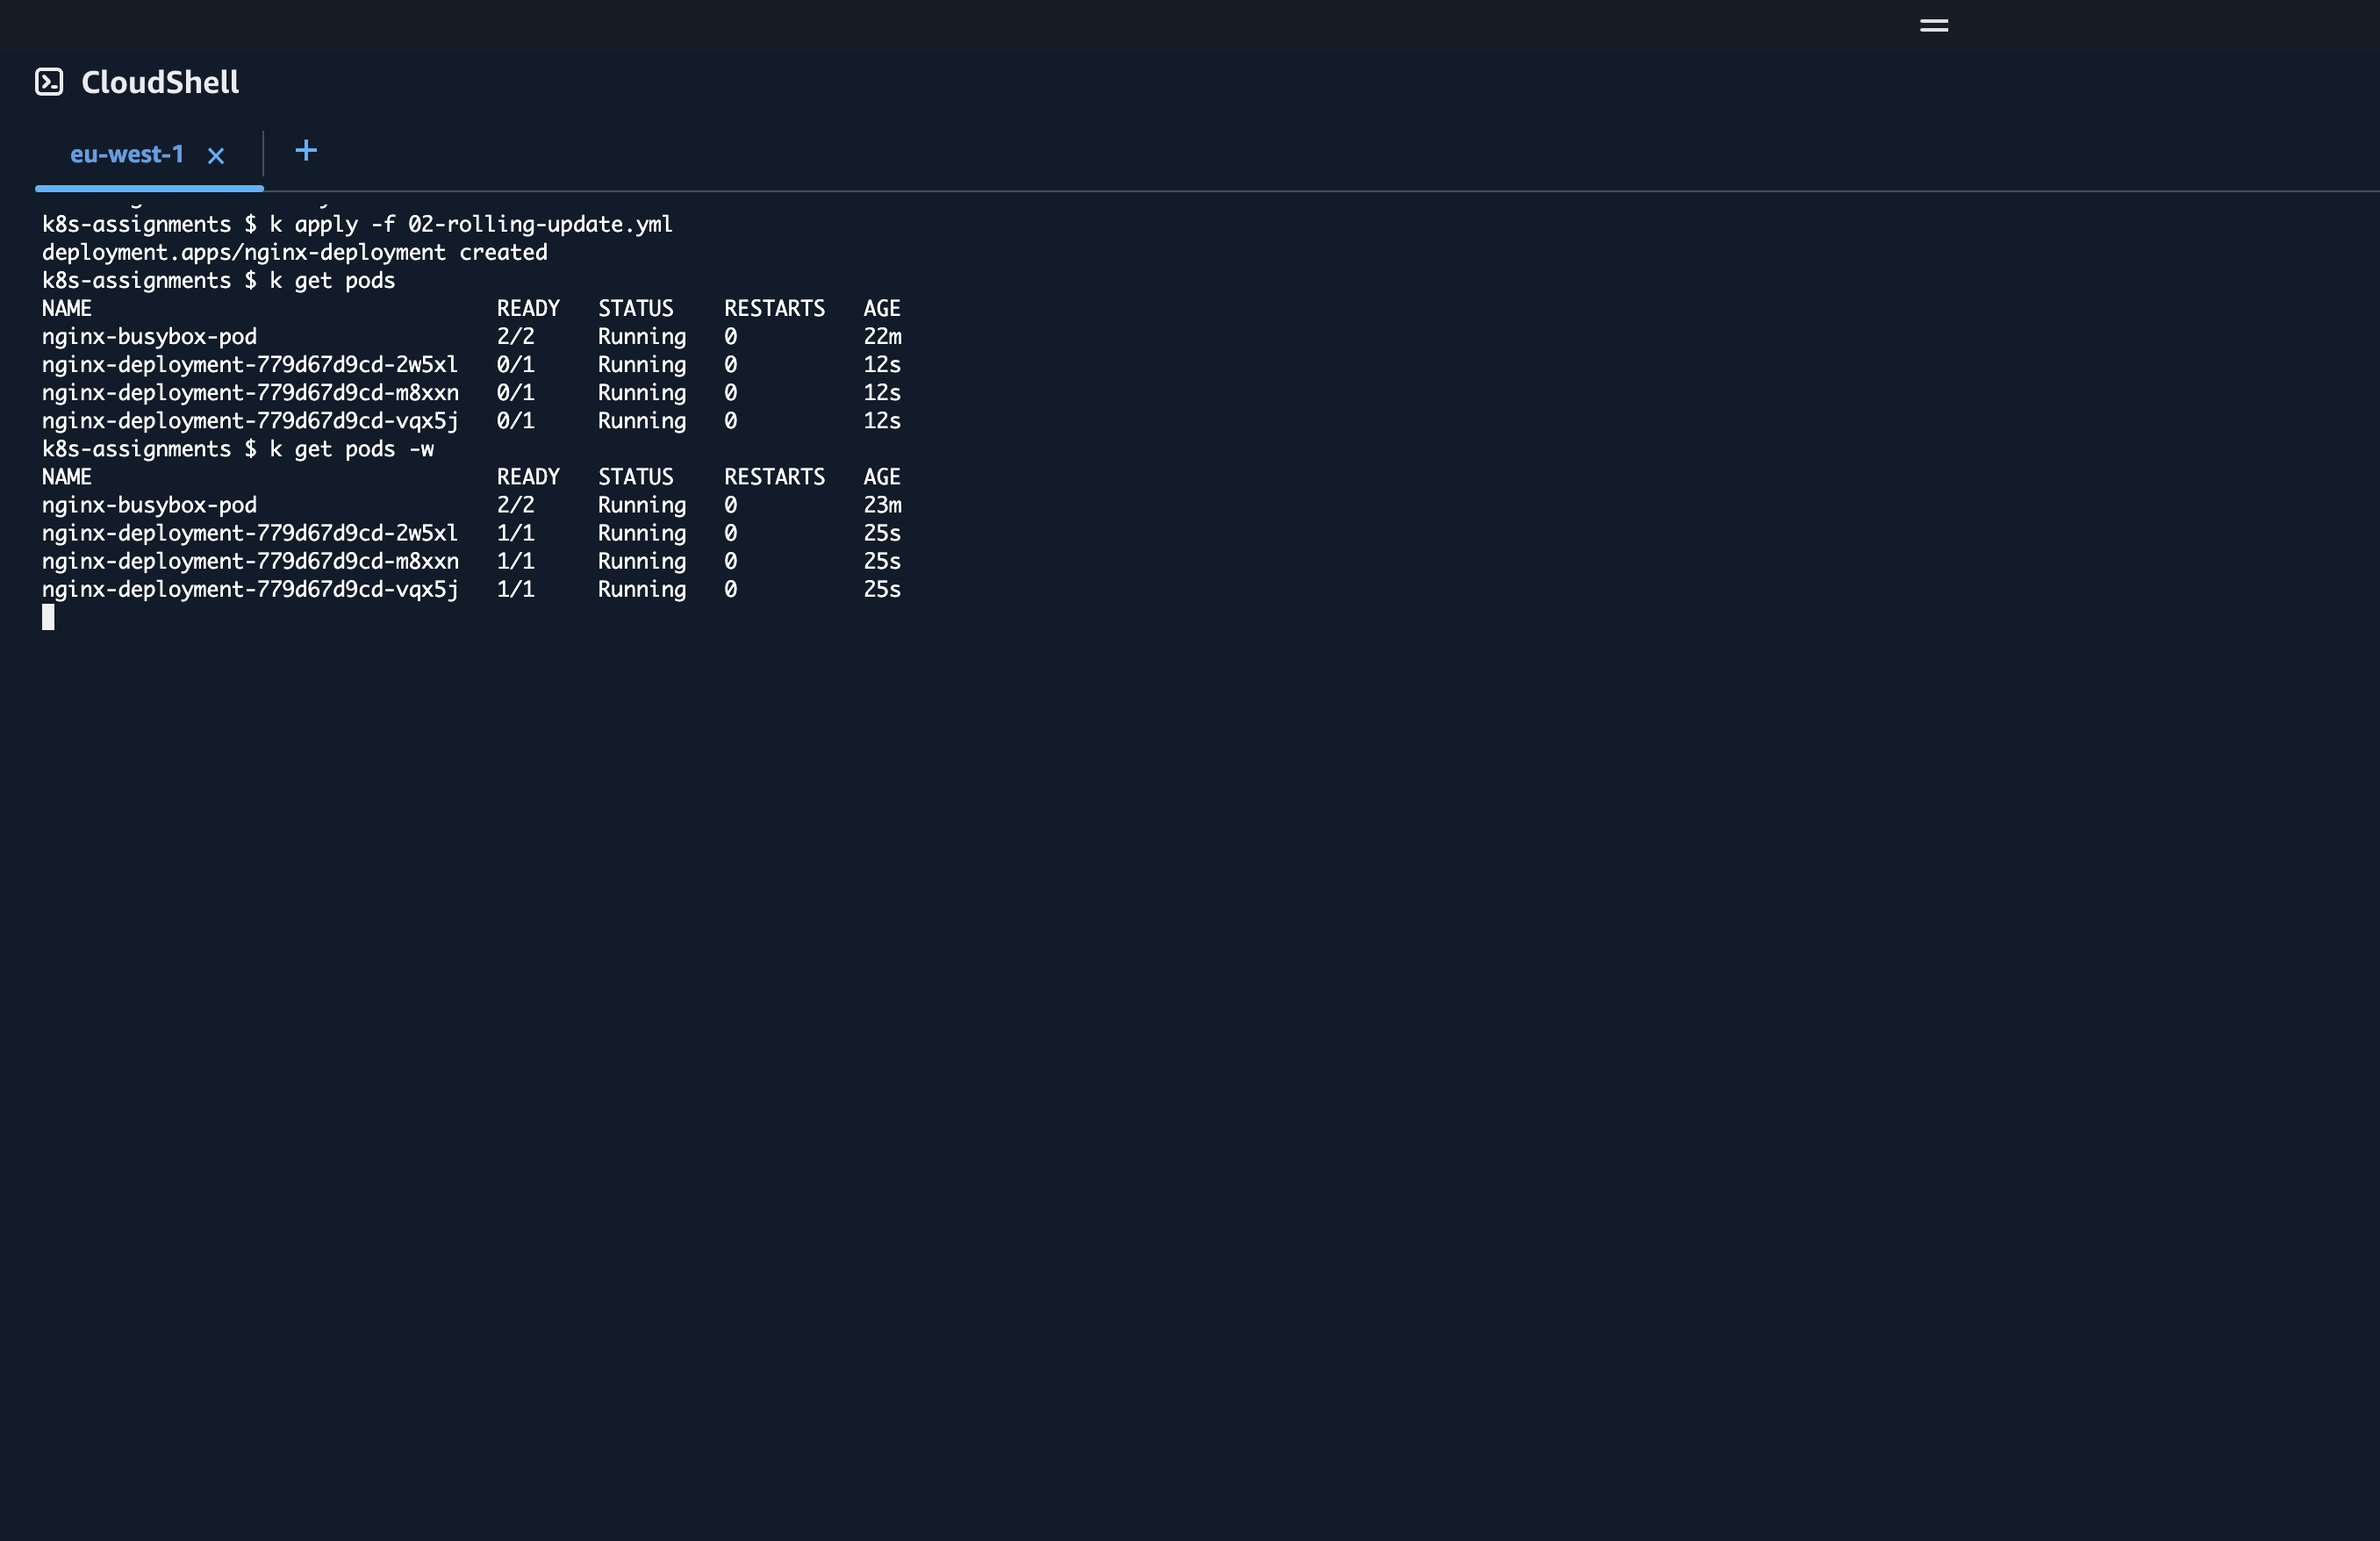 CloudShell
eu-west-1
k8s-assignments $ k apply -f 02-rolling-update.yml
deployment.apps/nginx-deployment created
k8s-assignments $ k get pods
NAME READY STATUS RESTARTS AGE
nginx-busybox-pod 2/2 Running 0 22m
nginx-deployment-779d67d9cd-2w5xl 0/1 Running 0 12s
nginx-deployment-779d67d9cd-m8xxn 0/1 Running 0 12s
nginx-deployment-779d67d9cd-vqx5j 0/1 Running 0 12s
k8s-assignments $ k get pods -w
NAME READY STATUS RESTARTS AGE
nginx-busybox-pod 2/2 Running 0 23m
nginx-deployment-779d67d9cd-2w5xl 1/1 Running 0 25s
nginx-deployment-779d67d9cd-m8xxn 1/1 Running 0 25s
nginx-deployment-779d67d9cd-vqx5j 1/1 Running 0 25s